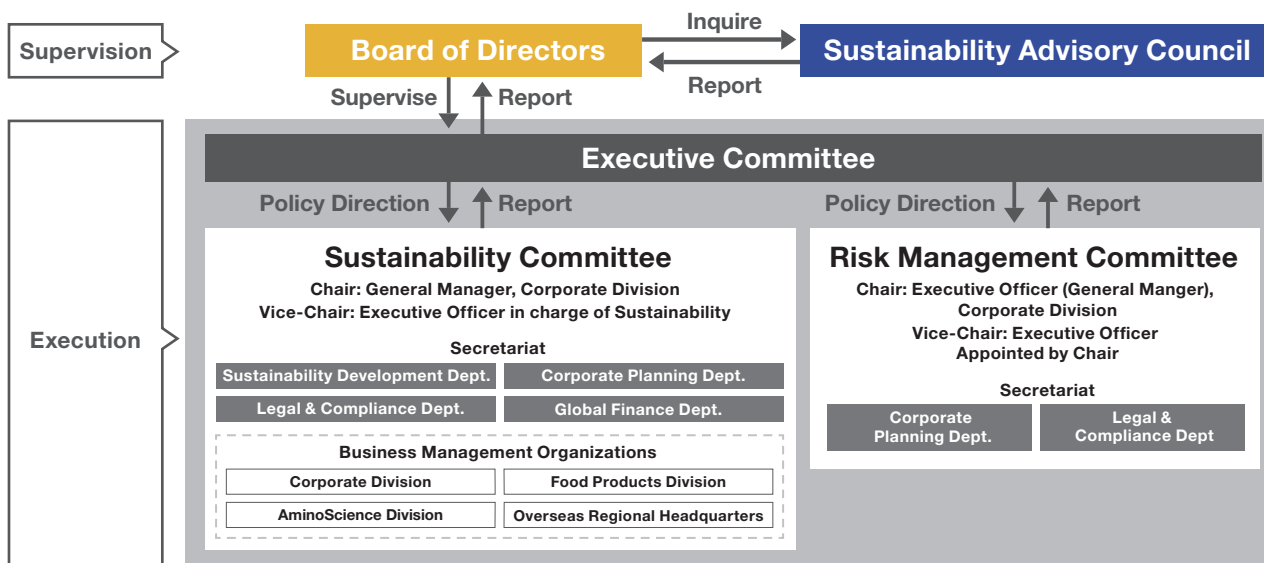 Supervision
Board of Directors
Inquire
Report
Sustainability Advisory Council
Supervise
Report
Execution
Executive Committee
Policy Direction
Report
Policy Direction
Report
Sustainability Committee
Chair: General Manager, Corporate Division
Vice-Chair: Executive Officer in charge of Sustainability
Secretariat
Sustainability Development Dept.
Corporate Planning Dept.
Legal & Compliance Dept.
Global Finance Dept.
Business Management Organizations
Corporate Division
Food Products Division
AminoScience Division
Overseas Regional Headquarters
Risk Management Committee
Chair: Executive Officer (General Manger),
Corporate Division
Vice-Chair: Executive Officer
Appointed by Chair
Secretariat
Corporate
Planning Dept.
Legal &
Compliance Dept